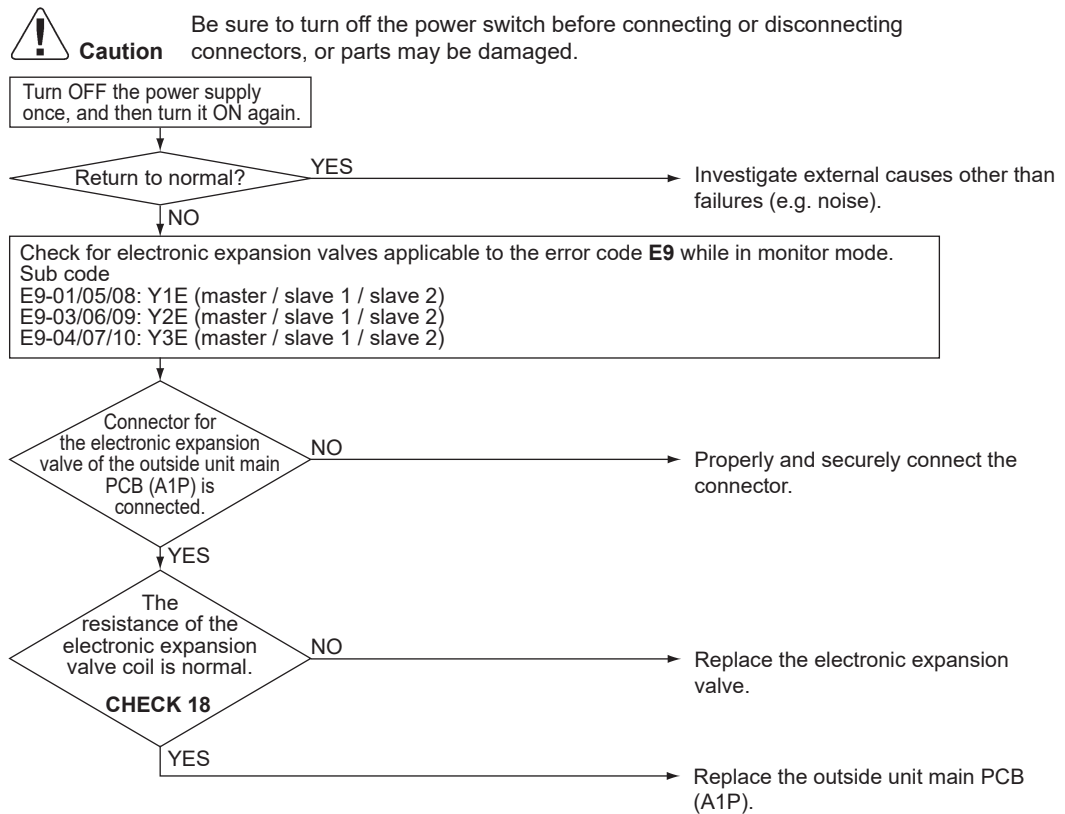 Be sure to turn off the power switch before connecting or disconnecting
Caution connectors, or parts may be damaged.
Turn OFF the power supply
once, and then turn it ON again.
Return to normal?
YES
Investigate external causes other than
failures (e.g. noise).
NO
Check for electronic expansion valves applicable to the error code E9 while in monitor mode.
Sub code
E9-01/05/08: Y1E (master / slave 1 / slave 2)
E9-03/06/09: Y2E (master / slave 1 / slave 2)
E9-04/07/10: Y3E (master / slave 1 / slave 2)
Connector for
the electronic expansion
valve of the outside unit main
PCB (A1P) is
connected.
NO
Properly and securely connect the
connector.
YES
The
resistance of the
electronic expansion
valve coil is normal.
CHECK 18
NO
Replace the electronic expansion
valve.
YES
Replace the outside unit main PCB
(A1P).